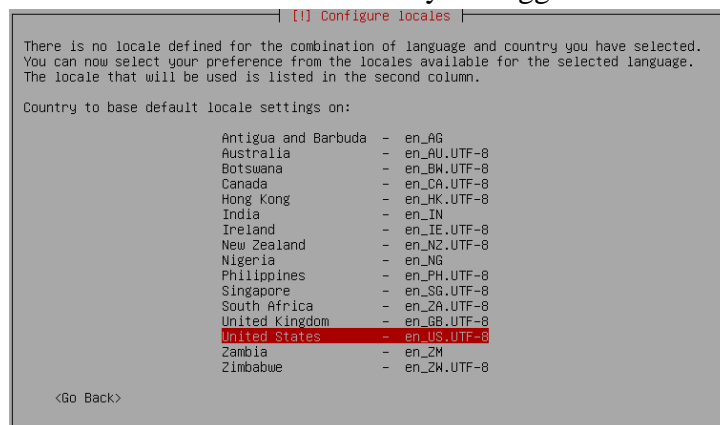 [!] Configure locales
There is no locale defined for the combination of language and country you have selected.
You can now select your preference from the locales available for the selected language.
The locale that will be used is listed in the second column.
Country to base default locale settings on:
Antigua and Barbuda - en_AG
Australia - en_AU.UTF-8
Botswana - en_BW.UTF-8
Canada - en_CA.UTF-8
Hong Kong - en_HK.UTF-8
India - en_IN
Ireland - en_IE.UTF-8
New Zealand - en_NZ.UTF-8
Nigeria - en_NG
Philippines - en_PH.UTF-8
Singapore - en_SG.UTF-8
South Africa - en_ZA.UTF-8
United Kingdom - en_GB.UTF-8
United States - en_US.UTF-8
Zambia - en_ZM
Zimbabwe - en_ZW.UTF-8
<Go Back>